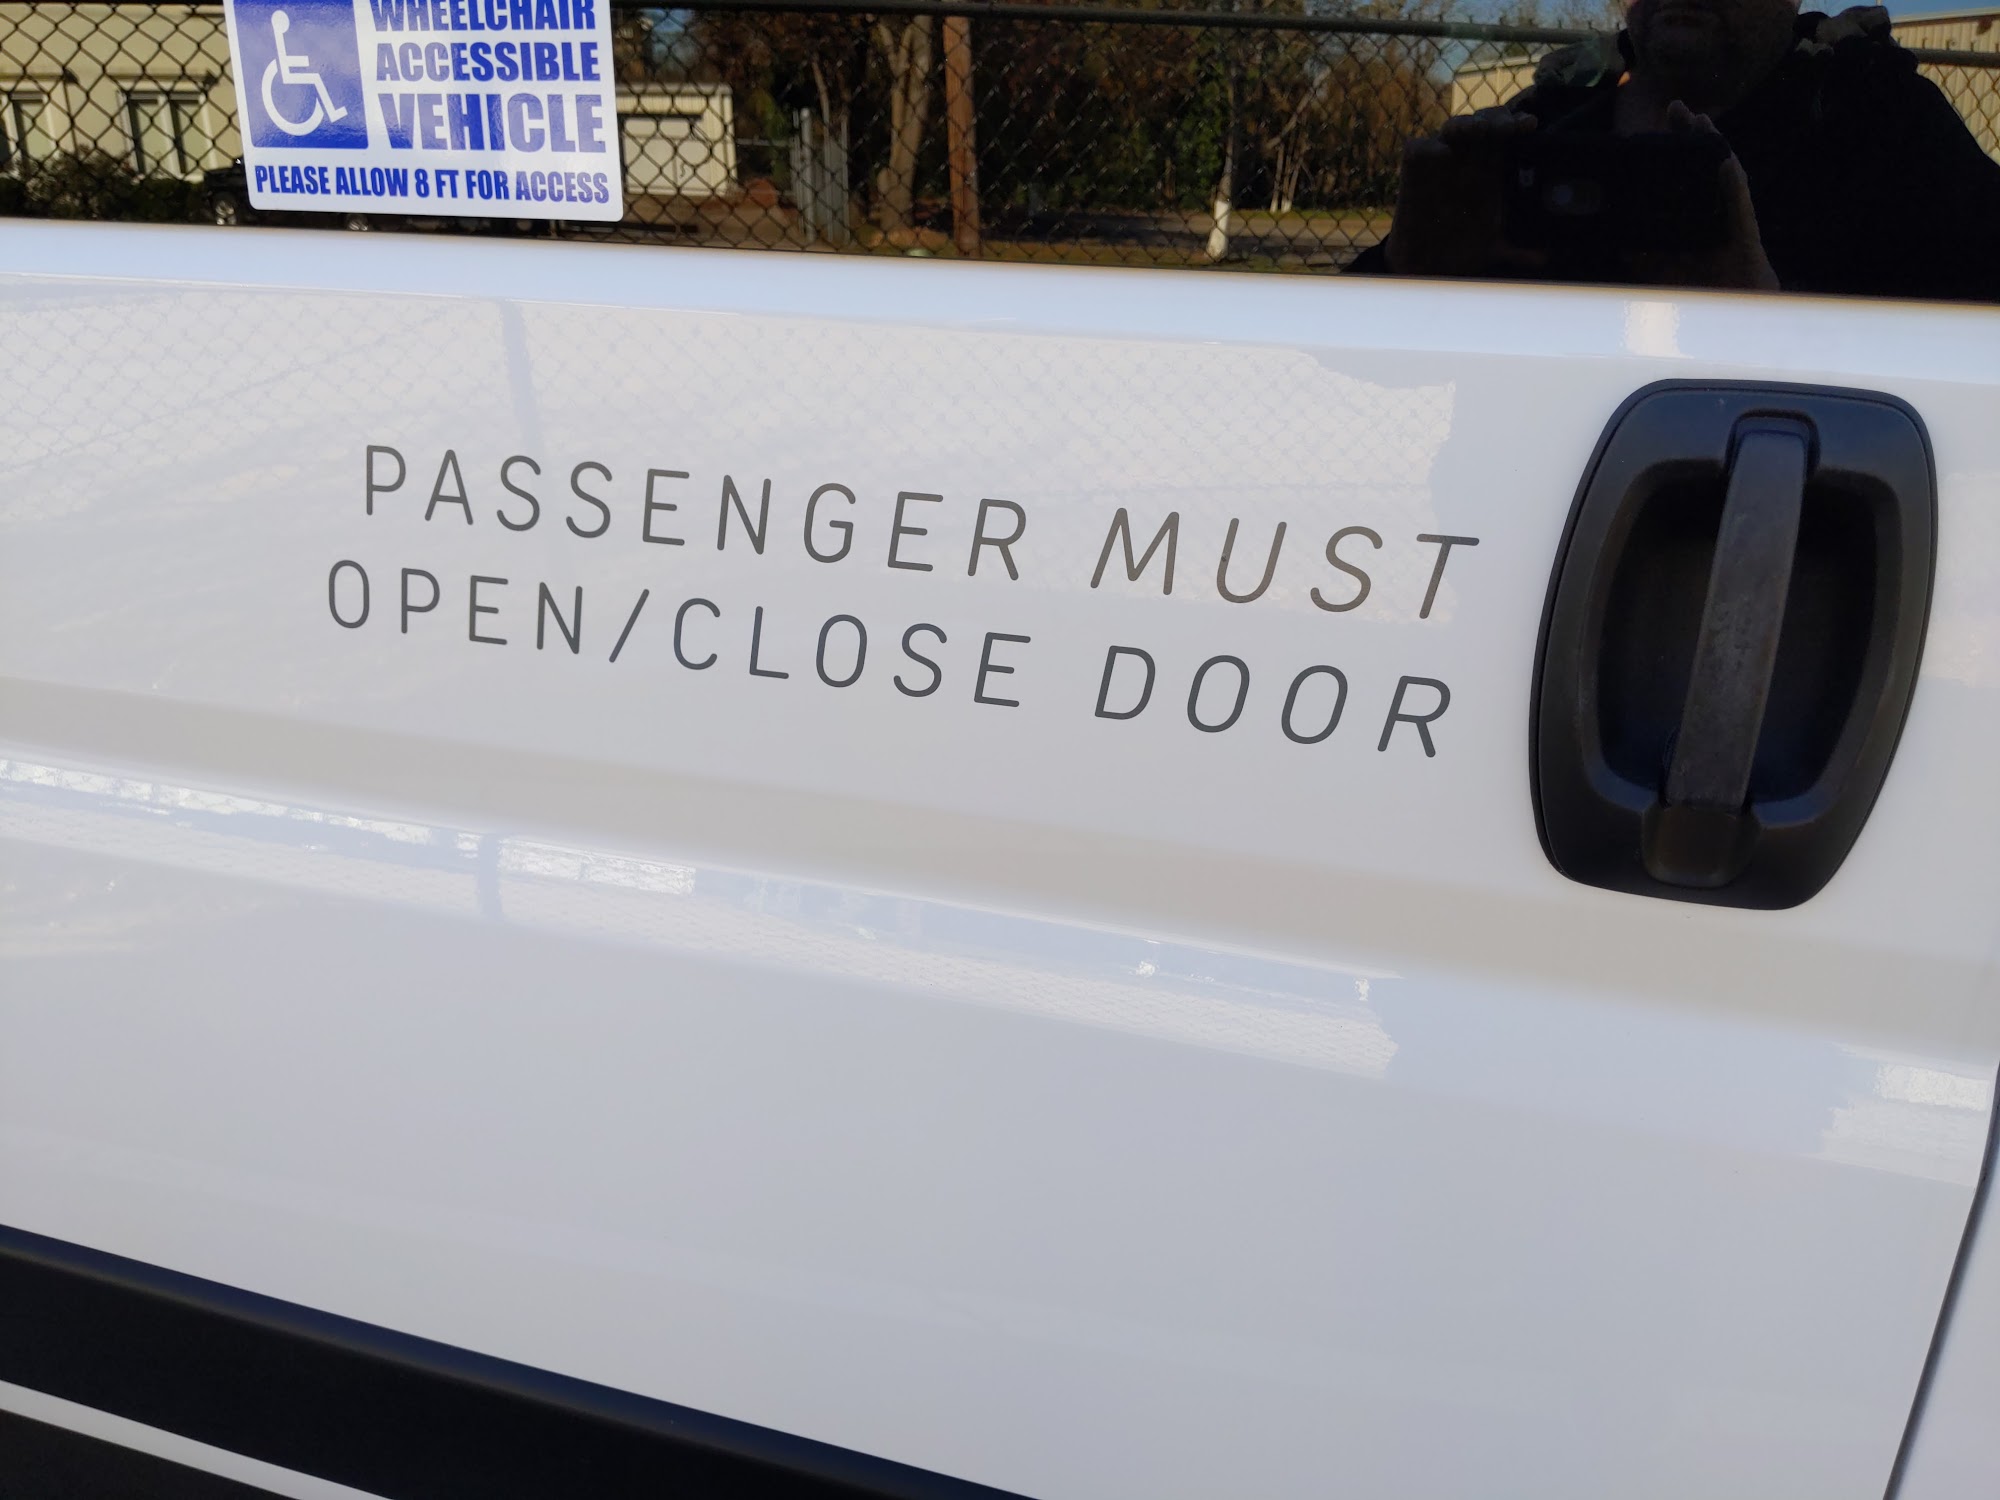 WHEELCHAIR
ACCESSIBLE
VEHICLE
PLEASE ALLOW 8 FT FOR ACCESS
PASSENGER MUST
OPEN/CLOSE DOOR